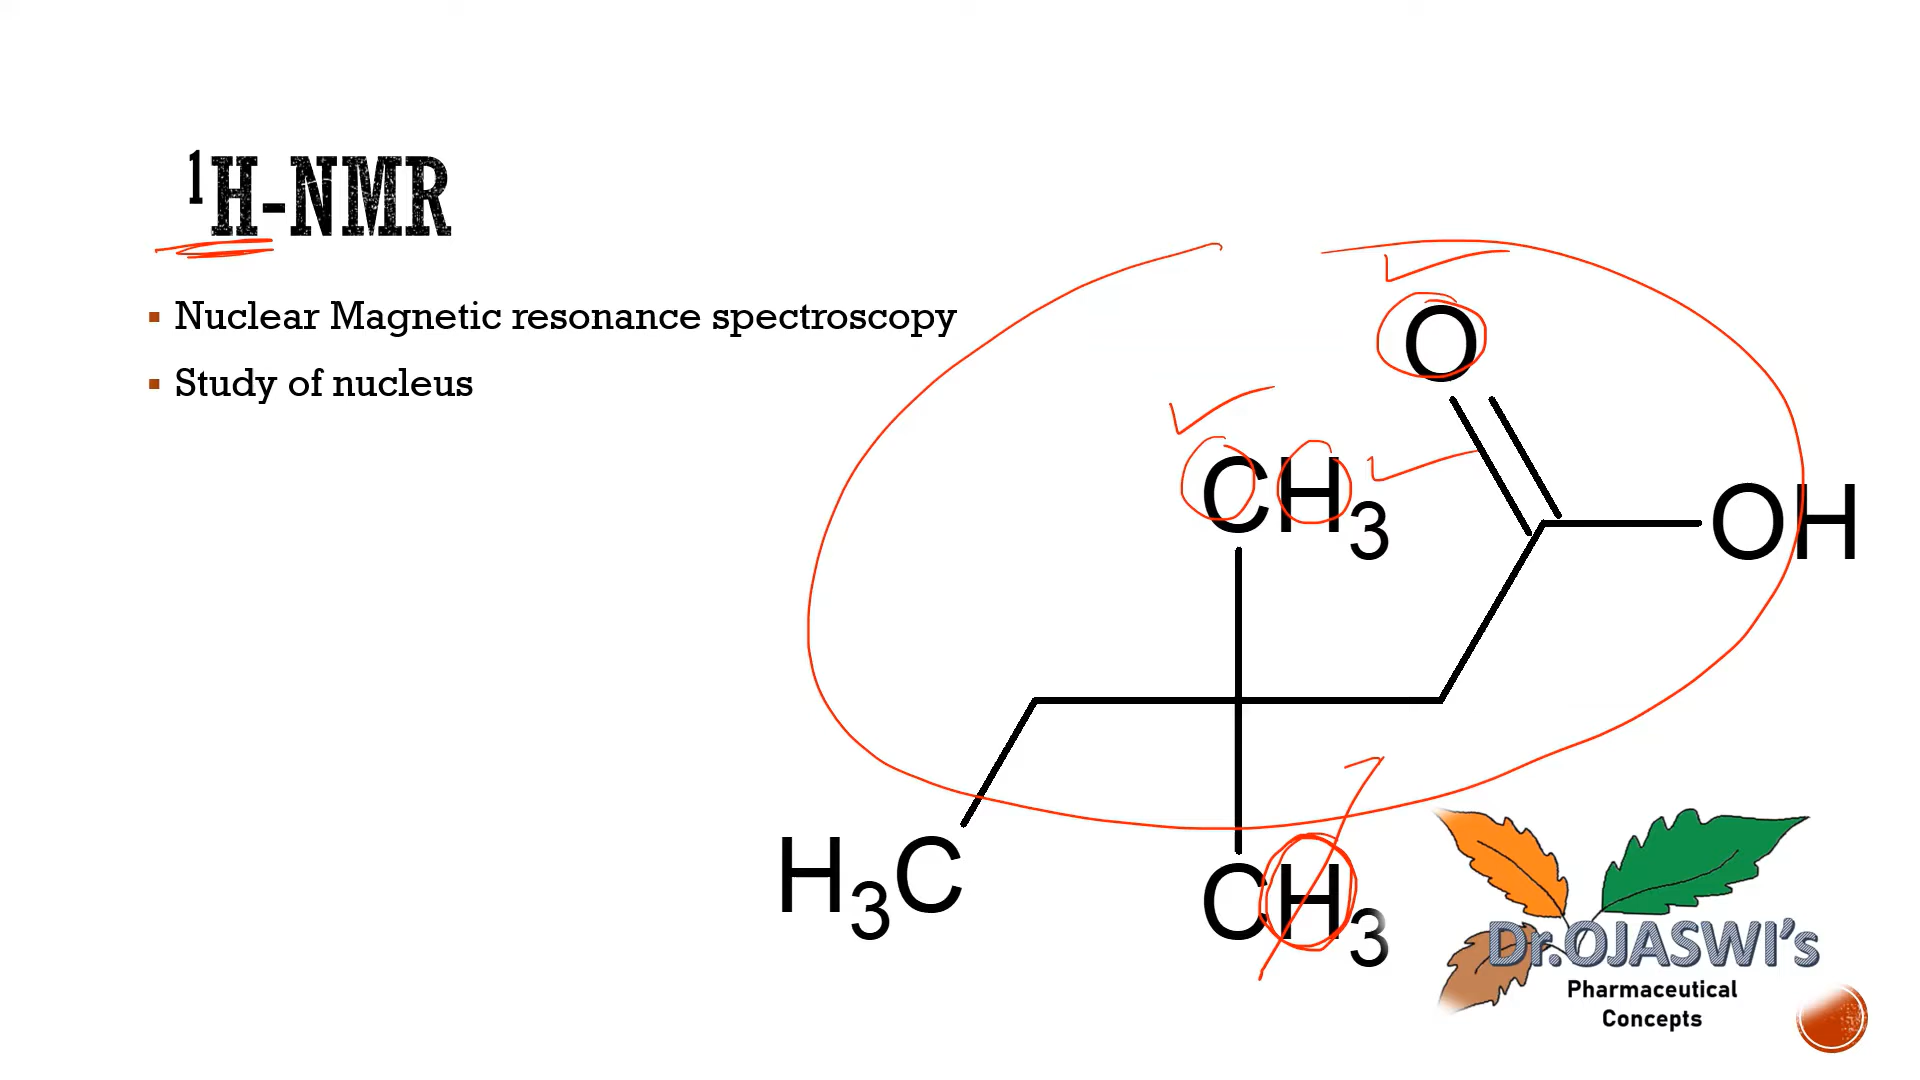 ¹H-NMR
Nuclear Magnetic resonance spectroscopy
Study of nucleus
O
CH₃
OH
H₃C
CH₃
Dr.OJASWI's
Pharmaceutical
Concepts